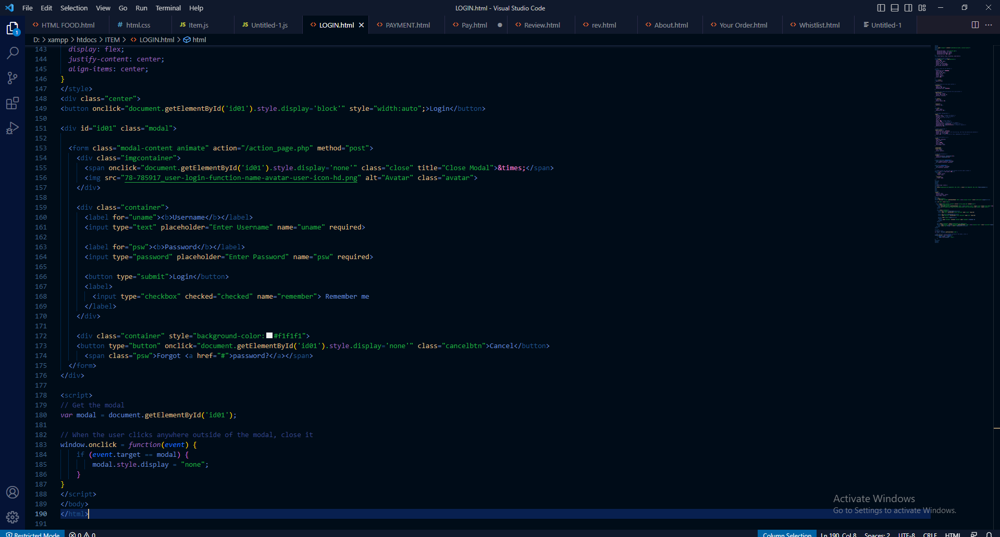 File Edit Selection View Go Run Terminal Help
LOGIN.html - Visual Studio Code
HTML FOOD.html
html.css
Item.js
Untitled-1.js
LOGIN.html
PAYMENT.html
Pay.html
Review.html
rev.html
About.html
Your Order.html
Whistlist.html
Untitled-1
D: > xampp > htdocs > ITEM > LOGIN.html > html
143 display: flex;
144 justify-content: center;
145 align-items: center;
146 }
147 </style>
148 <div class="center">
149 <button onclick="document.getElementById('id01').style.display='block'" style="width:auto";>Login</button>
150
151 <div id="id01" class="modal">
152
153 <form class="modal-content animate" action="/action_page.php" method="post">
154 <div class="imgcontainer">
155 <span onclick="document.getElementById('id01').style.display='none'" class="close" title="Close Modal">&times;</span>
156 <img src="78-785917_user-login-function-name-avatar-user-icon-hd.png" alt="Avatar" class="avatar">
157 </div>
158
159 <div class="container">
160 <label for="uname"><b>Username</b></label>
161 <input type="text" placeholder="Enter Username" name="uname" required>
162
163 <label for="psw"><b>Password</b></label>
164 <input type="password" placeholder="Enter Password" name="psw" required>
165
166 <button type="submit">Login</button>
167 <label>
168 <input type="checkbox" checked="checked" name="remember"> Remember me
169 </label>
170 </div>
171
172 <div class="container" style="background-color:#f1f1f1">
173 <button type="button" onclick="document.getElementById('id01').style.display='none'" class="cancelbtn">Cancel</button>
174 <span class="psw">Forgot <a href="#">password?</a></span>
175 </form>
176 </div>
177
178 <script>
179 // Get the modal
180 var modal = document.getElementById('id01');
181
182 // When the user clicks anywhere outside of the modal, close it
183 window.onclick = function(event) {
184 if (event.target == modal) {
185 modal.style.display = "none";
186 }
187 }
188 </script>
189 </body>
190 </html>
191
1
Activate Windows
Go to Settings to activate Windows.
Restricted Mode 0 0 Column Selection Ln 190, Col 8 Spaces: 2 UTF-8 CRLF HTML